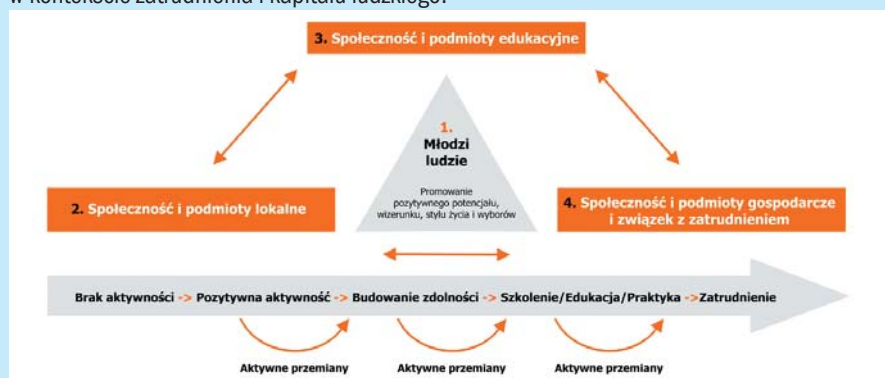 w kontekście zatrudnienia i kapitału ludzkiego.
3. Społeczność i podmioty edukacyjne
1.
Młodzi
ludzie
Promowanie
pozytywnego potencjału,
wizerunku, stylu życia i wyborów
2. Społeczność i podmioty lokalne
4. Społeczność i podmioty gospodarcze
i związek z zatrudnieniem
Brak aktywności -> Pozytywna aktywność -> Budowanie zdolności -> Szkolenie/Edukacja/Praktyka ->Zatrudnienie
Aktywne przemiany
Aktywne przemiany
Aktywne przemiany